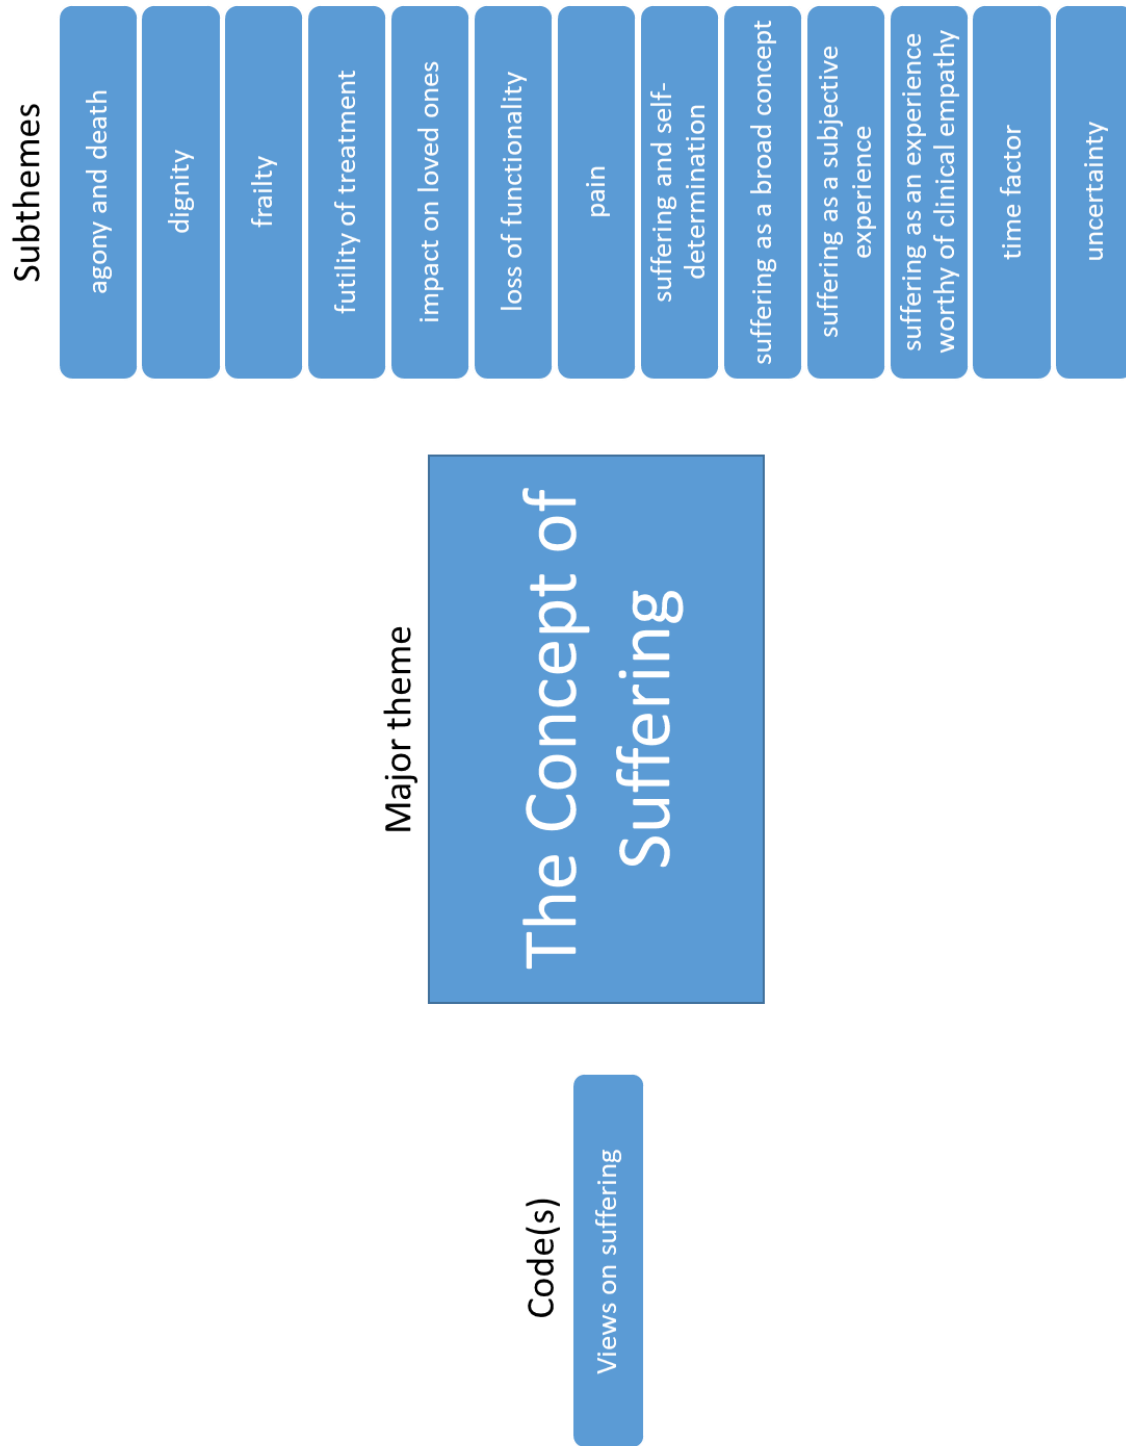 Code(s)
Views on suffering
Major theme
The Concept of
Suffering
Subthemes
agony and death
dignity
frailty
futility of treatment
impact on loved ones
loss of functionality
pain
suffering and self-
determination
suffering as a broad concept
suffering as a subjective
experience
suffering as an experience
worthy of clinical empathy
time factor
uncertainty